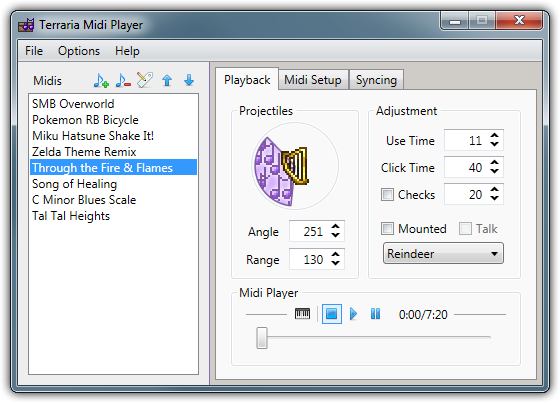 Terraria Midi Player
File Options Help
Midis
SMB Overworld
Pokemon RB Bicycle
Miku Hatsune Shake It!
Zelda Theme Remix
Through the Fire & Flames
Song of Healing
C Minor Blues Scale
Tal Tal Heights
Playback Midi Setup Syncing
Projectiles
Angle 251
Range 130
Adjustment
Use Time 11
Click Time 40
Checks 20
Mounted Talk
Reindeer
Midi Player
0:00/7:20